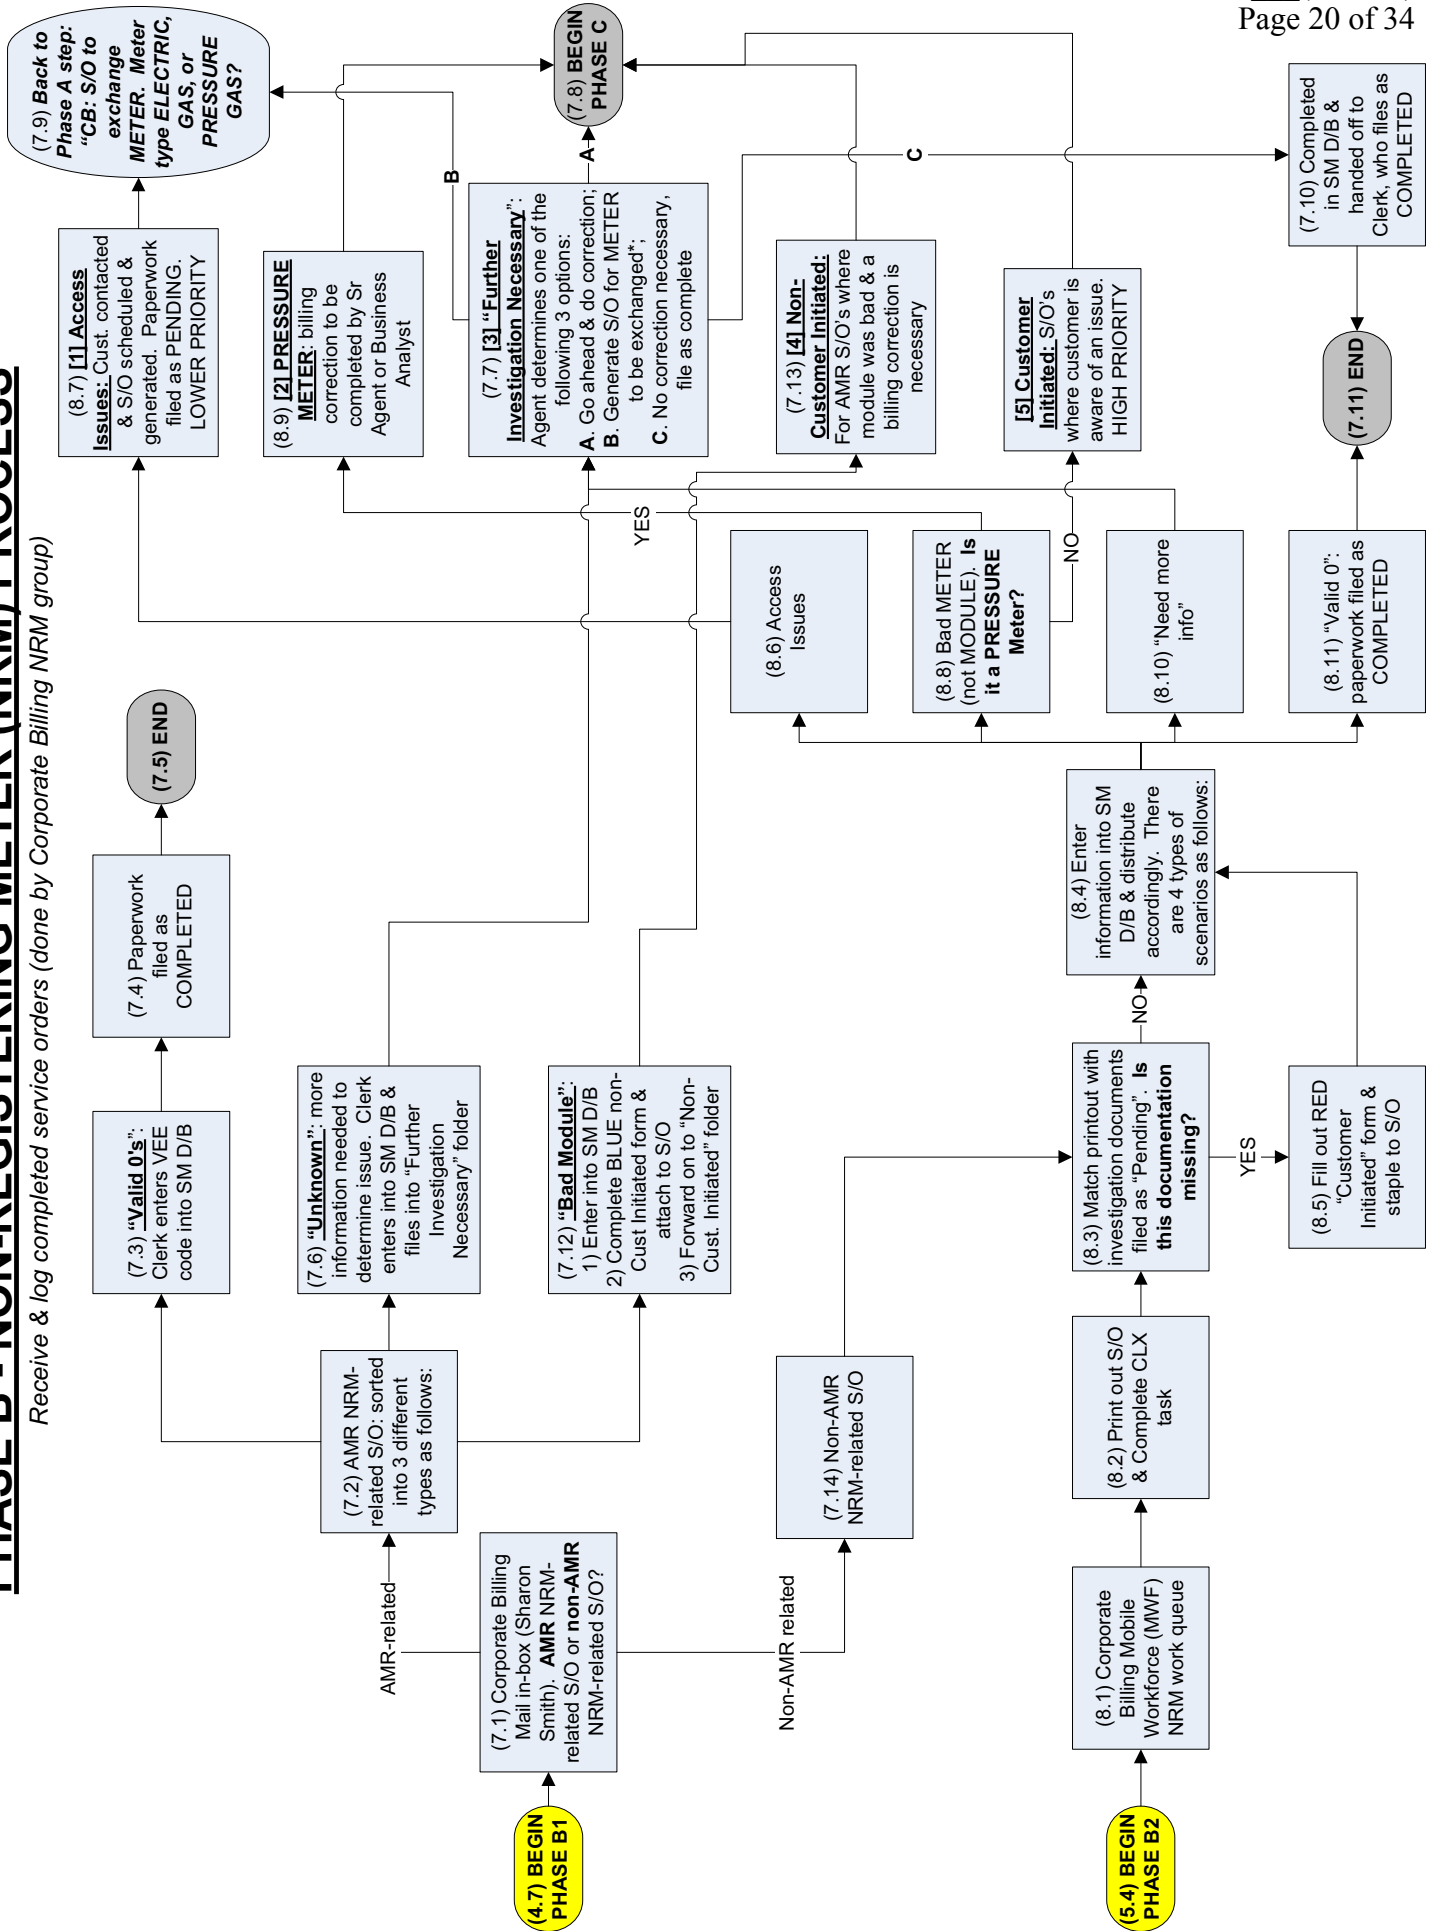 Page 20 of 34
PHASE B - NON-REGISTERING METER (NRM) PROCESS
Receive & log completed service orders (done by Corporate Billing NRM group)
(4.7) BEGIN
PHASE B1
(7.1) Corporate Billing
Mail in-box (Sharon
Smith). AMR NRM-
related S/O or non-AMR
NRM-related S/O?
AMR-related
Non-AMR related
(7.2) AMR NRM-
related S/O: sorted
into 3 different
types as follows:
(7.3) "Valid 0's":
Clerk enters VEE
code into SM D/B
(7.4) Paperwork
filed as
COMPLETED
(7.5) END
(7.6) "Unknown": more
information needed to
determine issue. Clerk
enters into SM D/B &
files into "Further
Investigation
Necessary" folder
(7.12) "Bad Module":
1) Enter into SM D/B
2) Complete BLUE non-
Cust Initiated form &
attach to S/O
3) Forward on to "Non-
Cust. Initiated" folder
(7.14) Non-AMR
NRM-related S/O
(5.4) BEGIN
PHASE B2
(8.1) Corporate
Billing Mobile
Workforce (MWF)
NRM work queue
(8.2) Print out S/O
& Complete CLX
task
(8.3) Match printout with
investigation documents
filed as "Pending". Is
this documentation
missing?
NO
YES
(8.5) Fill out RED
"Customer
Initiated" form &
staple to S/O
(8.4) Enter
information into SM
D/B & distribute
accordingly. There
are 4 types of
scenarios as follows:
(8.6) Access
Issues
(8.8) Bad METER
(not MODULE). Is
it a PRESSURE
Meter?
YES
NO
(8.10) "Need more
info"
(8.11) "Valid 0":
paperwork filed as
COMPLETED
(8.7) [1] Access
Issues: Cust. contacted
& S/O scheduled &
generated. Paperwork
filed as PENDING.
LOWER PRIORITY
(8.9) [2] PRESSURE
METER: billing
correction to be
completed by Sr
Agent or Business
Analyst
(7.7) [3] "Further
Investigation Necessary":
Agent determines one of the
following 3 options:
A. Go ahead & do correction;
B. Generate S/O for METER
to be exchanged*;
C. No correction necessary,
file as complete
(7.13) [4] Non-
Customer Initiated:
For AMR S/O's where
module was bad & a
billing correction is
necessary
[5] Customer
Initiated: S/O's
where customer is
aware of an issue.
HIGH PRIORITY
(7.11) END
B
A
C
(7.9) Back to
Phase A step:
"CB: S/O to
exchange
METER. Meter
type ELECTRIC,
GAS, or
PRESSURE
GAS?
(7.8) BEGIN
PHASE C
(7.10) Completed
in SM D/B &
handed off to
Clerk, who files as
COMPLETED